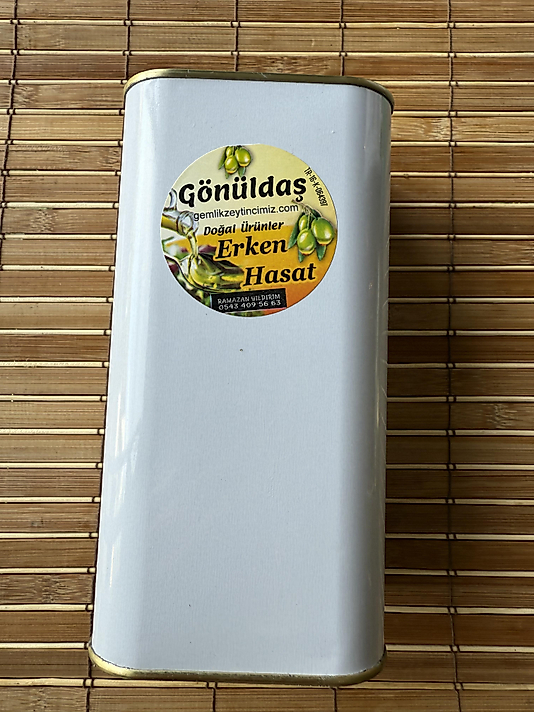 Gönüldaş
gemlikzeytincimiz.com
Doğal Ürünler
Erken
Hasat
RAMAZAN YILDIRIM
0543 409 56 63